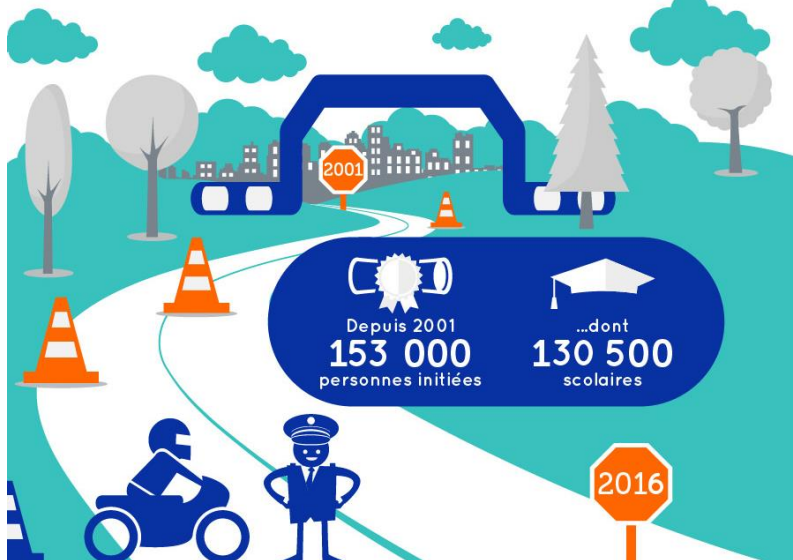 2001
Depuis 2001
153 000
personnes initiées
...dont
130 500
scolaires
2016